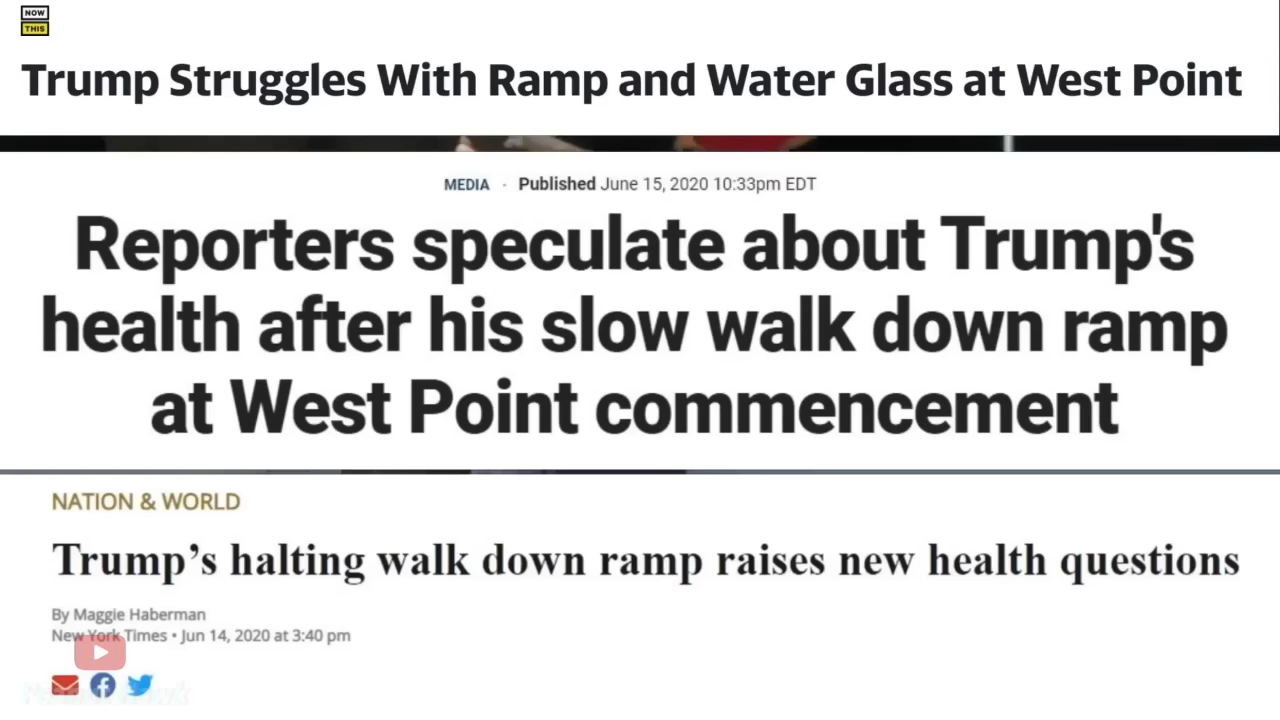 NOW
THIS
Trump Struggles With Ramp and Water Glass at West Point
MEDIA - Published June 15, 2020 10:33pm EDT
Reporters speculate about Trump's
health after his slow walk down ramp
at West Point commencement
NATION & WORLD
Trump’s halting walk down ramp raises new health questions
By Maggie Haberman
New York Times • Jun 14, 2020 at 3:40 pm